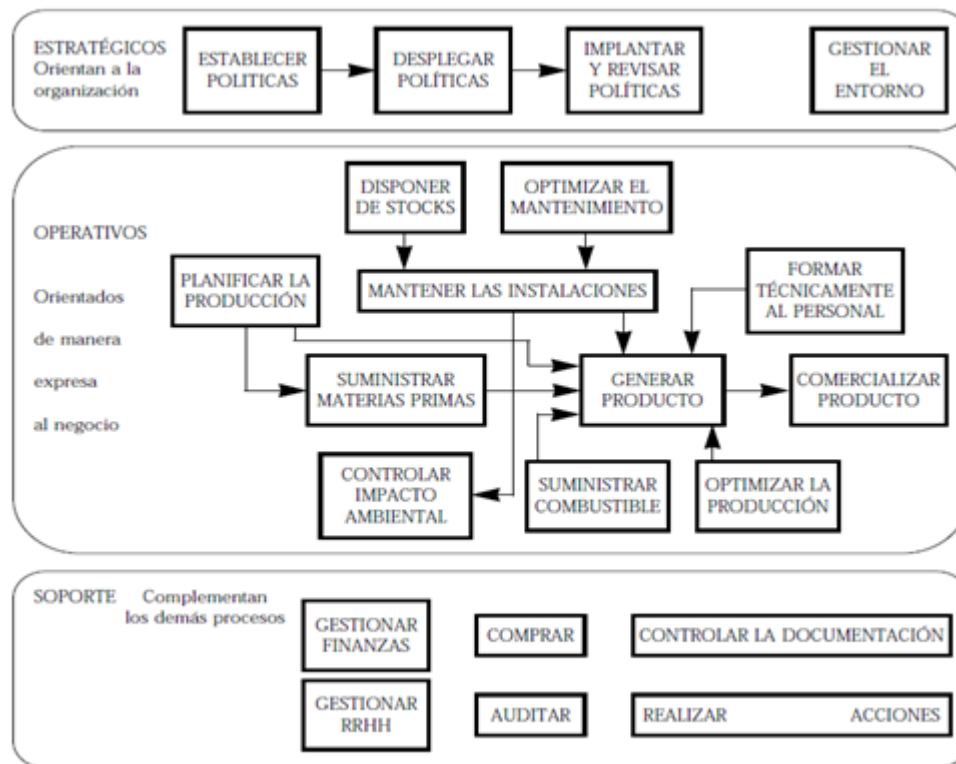 ESTRATÉGICOS
Orientan a la
organización
ESTABLECER
POLITICAS
DESPLEGAR
POLÍTICAS
IMPLANTAR
Y REVISAR
POLÍTICAS
GESTIONAR
EL
ENTORNO
OPERATIVOS
Orientados
de manera
expresa
al negocio
DISPONER
DE STOCKS
OPTIMIZAR EL
MANTENIMIENTO
PLANIFICAR LA
PRODUCCIÓN
MANTENER LAS INSTALACIONES
FORMAR
TÉCNICAMENTE
AL PERSONAL
SUMINISTRAR
MATERIAS PRIMAS
GENERAR
PRODUCTO
COMERCIALIZAR
PRODUCTO
CONTROLAR
IMPACTO
AMBIENTAL
SUMINISTRAR
COMBUSTIBLE
OPTIMIZAR LA
PRODUCCIÓN
SOPORTE Complementan
los demás procesos
GESTIONAR
FINANZAS
COMPRAR
CONTROLAR LA DOCUMENTACIÓN
GESTIONAR
RRHH
AUDITAR
REALIZAR ACCIONES